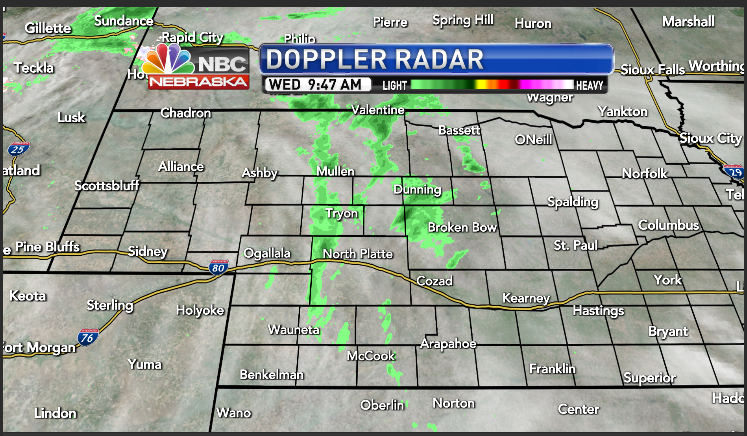 Gillette Sundance Pierre Spring Hill Huron Marshall
Rapid City Philip
Teckla Ho NBC DOPPLER RADAR Sioux Falls Worthing
NEBRASKA WED 9:47 AM LIGHT HEAVY
Wagner
Lusk Chadron Valentine Yankton
Bassett ONeill Sioux City
25
atland Alliance Ashby Mullen Norfolk 29
Scottsbluff Dunning Te
Tryon Spalding
Broken Bow Columbus
e Pine Bluffs Sidney Ogallala North Platte St. Paul
80
Keota Cozad York L
Sterling Holyoke Kearney Hastings
76 Wauneta Bryant
ort Morgan McCook Arapahoe
Yuma Benkelman Franklin Superior
Lindon Wano Oberlin Norton Center Hadd